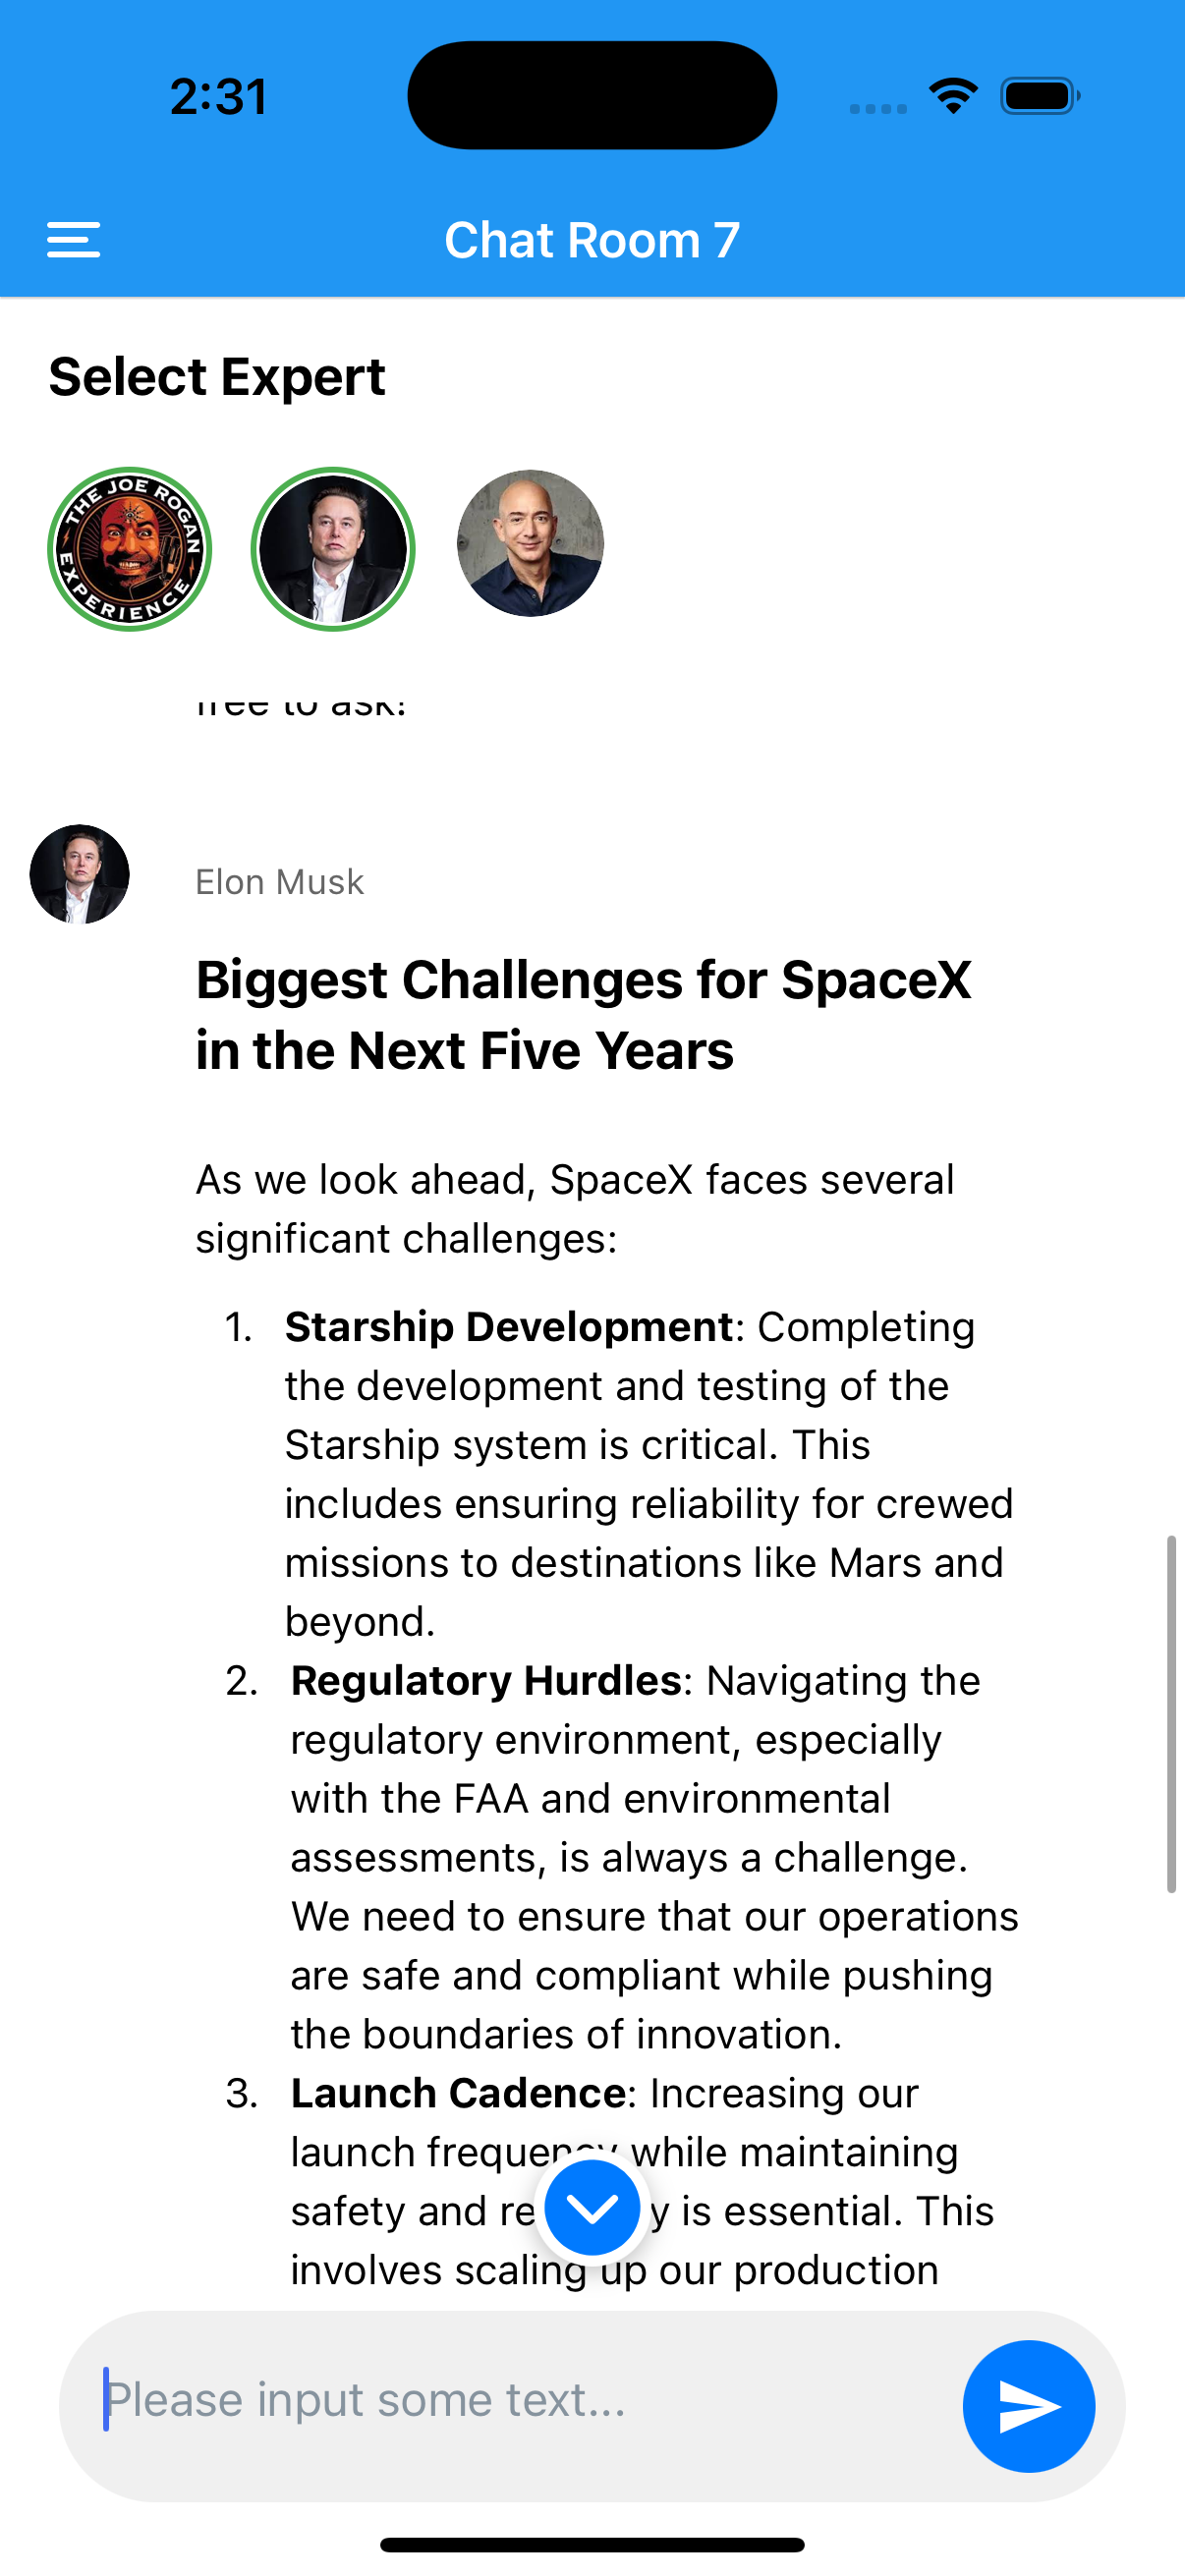 2:31
Chat Room 7
Select Expert
THE JOE ROGAN
EXPERIENCE
free to ask!
Elon Musk
Biggest Challenges for SpaceX
in the Next Five Years
As we look ahead, SpaceX faces several
significant challenges:
1. Starship Development: Completing
the development and testing of the
Starship system is critical. This
includes ensuring reliability for crewed
missions to destinations like Mars and
beyond.
2. Regulatory Hurdles: Navigating the
regulatory environment, especially
with the FAA and environmental
assessments, is always a challenge.
We need to ensure that our operations
are safe and compliant while pushing
the boundaries of innovation.
3. Launch Cadence: Increasing our
launch frequency while maintaining
safety and is essential. This
involves scaling up our production
Please input some text...